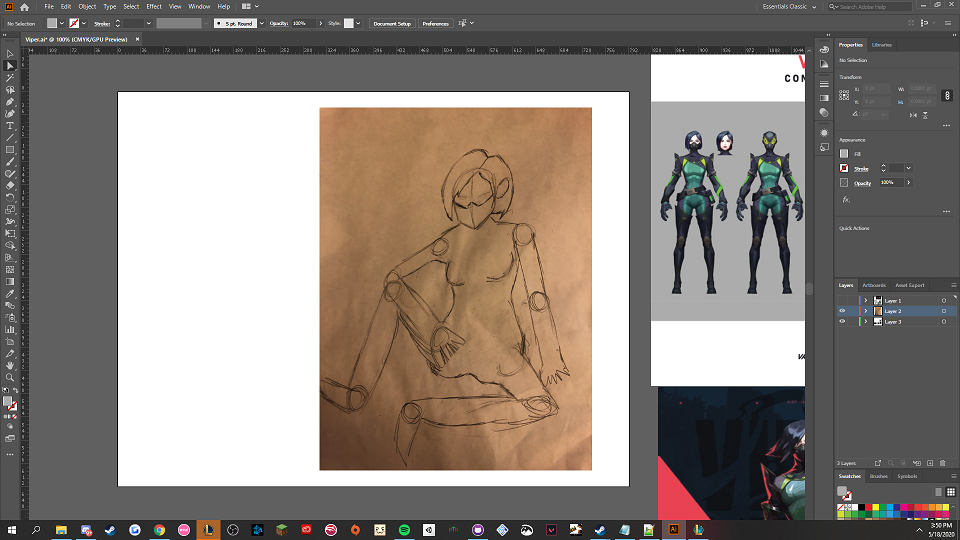 File Edit Object Type Select Effect View Window Help
Essentials Classic
Search Adobe Help
No Selection
Stroke:
5 pt. Round
Opacity: 100%
Style:
Document Setup
Preferences
Viper.ai* @ 100% (CMYK/GPU Preview)
CON
Properties Libraries
No Selection
Transform
X:
W:
Y:
H:
Appearance
Fill
Stroke
Opacity 100%
fx.
Quick Actions
Layers Artboards Asset Export
Layer 1
Layer 2
Layer 3
3 Layers
Swatches Brushes Symbols
3:50 PM
5/18/2020